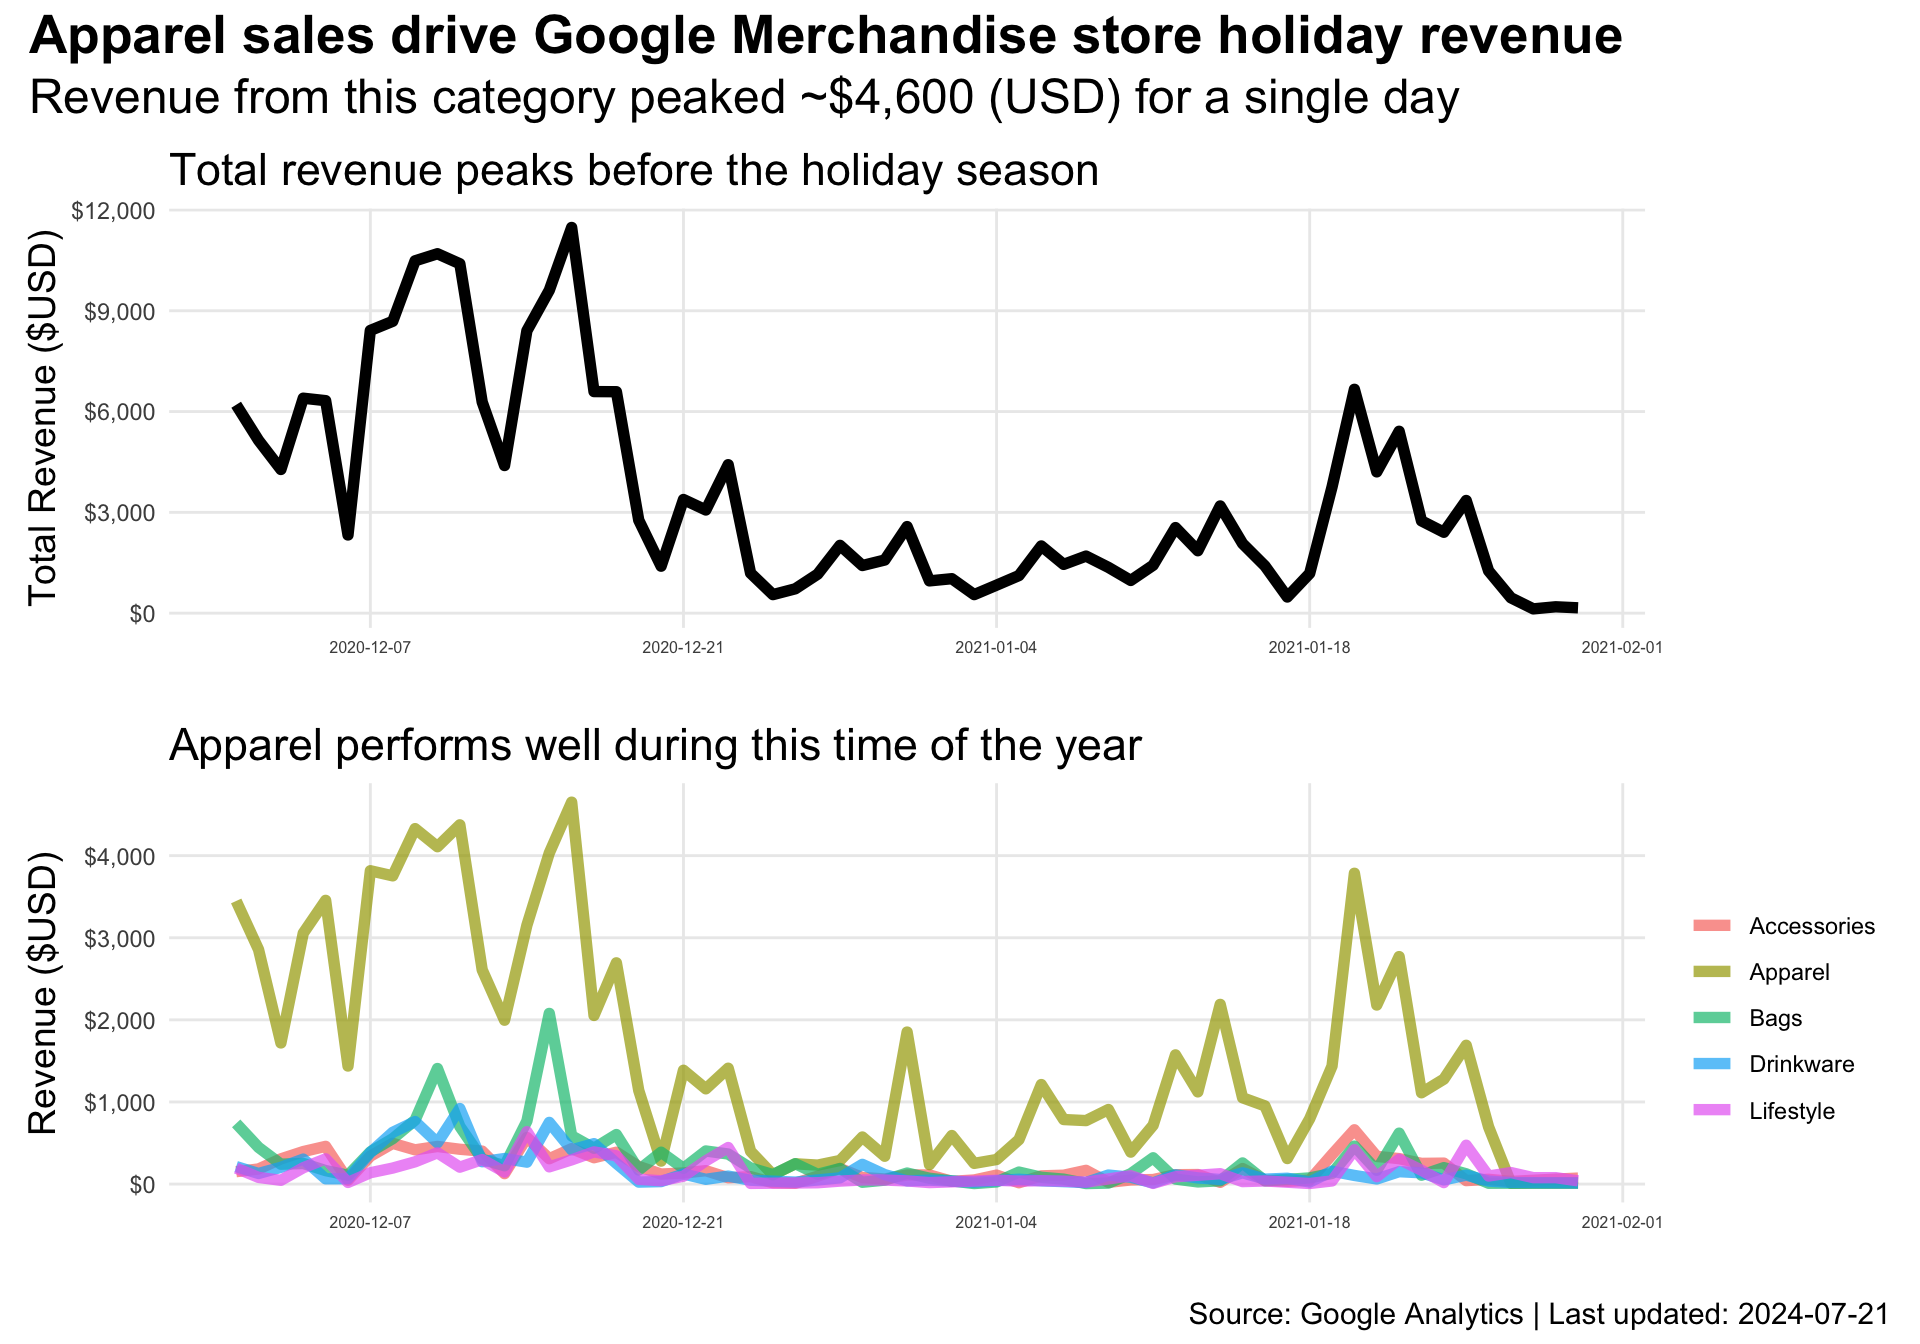 Apparel sales drive Google Merchandise store holiday revenue
Revenue from this category peaked ~$4,600 (USD) for a single day
Total revenue peaks before the holiday season
Total Revenue ($USD)
$12,000
$9,000
$6,000
$3,000
$0
2020-12-07 2020-12-21 2021-01-04 2021-01-18 2021-02-01
Apparel performs well during this time of the year
Revenue ($USD)
$4,000
$3,000
$2,000
$1,000
$0
2020-12-07 2020-12-21 2021-01-04 2021-01-18 2021-02-01
Accessories
Apparel
Bags
Drinkware
Lifestyle
Source: Google Analytics | Last updated: 2024-07-21